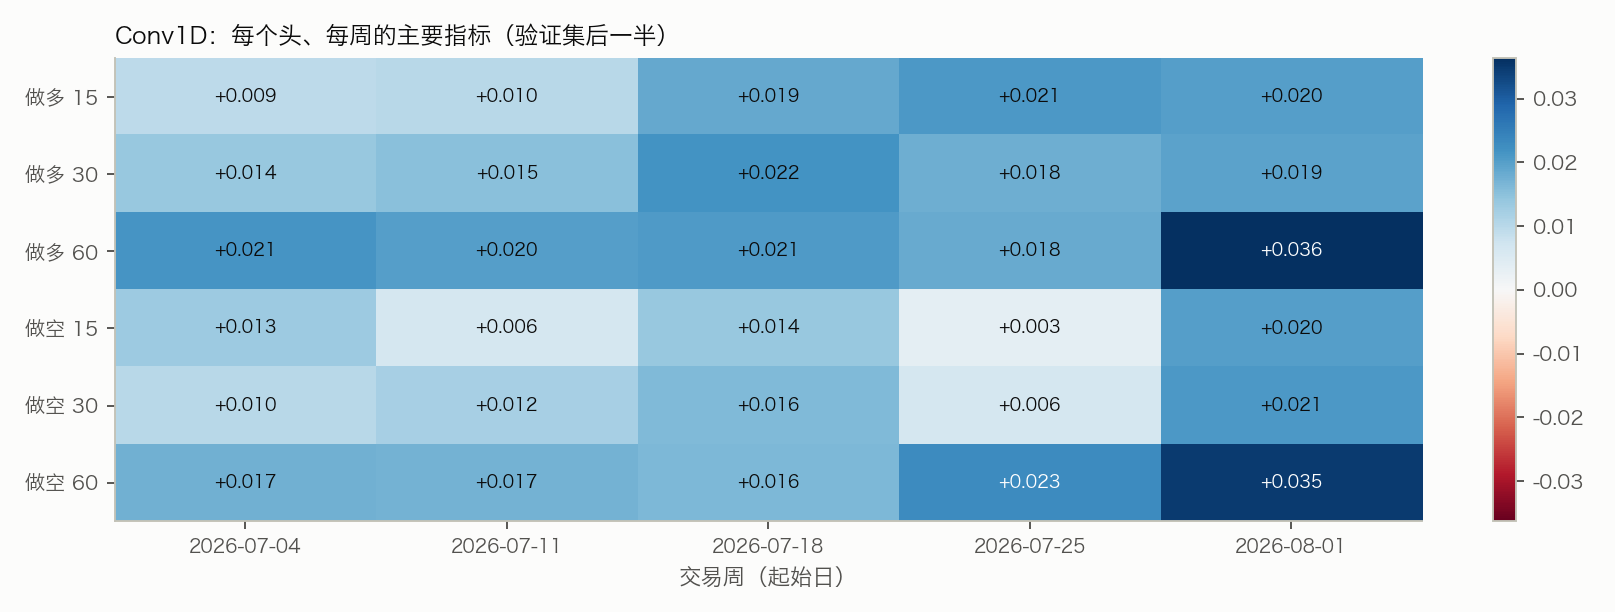 Conv1D：每个头、每周的主要指标（验证集后一半）
做多 15 +0.009 +0.010 +0.019 +0.021 +0.020
做多 30 +0.014 +0.015 +0.022 +0.018 +0.019
做多 60 +0.021 +0.020 +0.021 +0.018 +0.036
做空 15 +0.013 +0.006 +0.014 +0.003 +0.020
做空 30 +0.010 +0.012 +0.016 +0.006 +0.021
做空 60 +0.017 +0.017 +0.016 +0.023 +0.035
2026-07-04 2026-07-11 2026-07-18 2026-07-25 2026-08-01
交易周（起始日）
0.03
0.02
0.01
0.00
-0.01
-0.02
-0.03